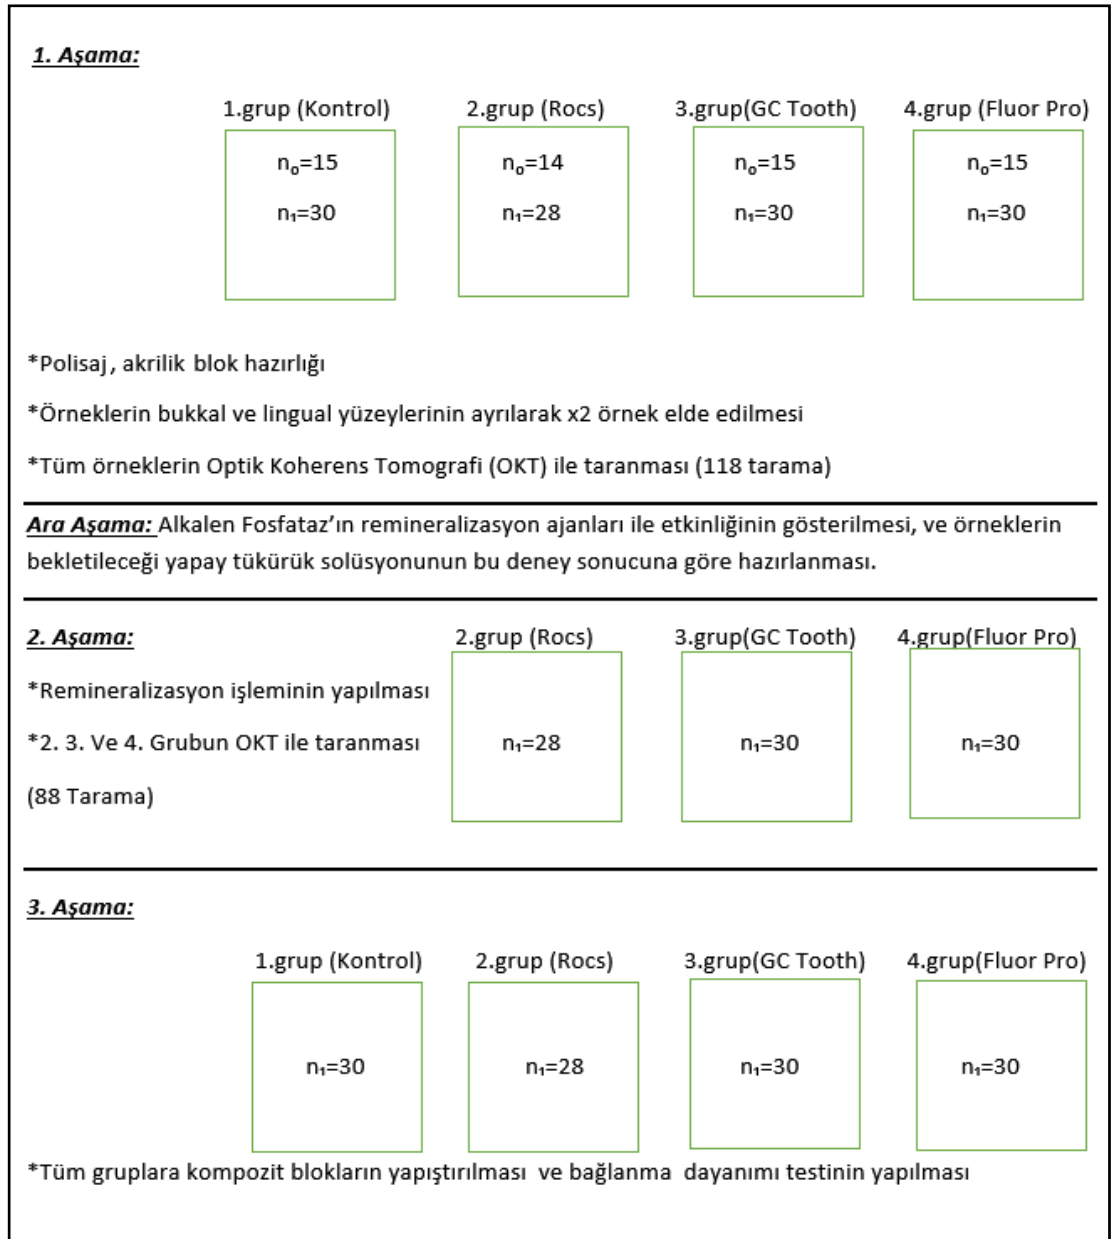 1. Aşama:
1.grup (Kontrol) 2.grup (Rocs) 3.grup(GC Tooth) 4.grup (Fluor Pro)
n₀=15 n₀=14 n₀=15 n₀=15
n₁=30 n₁=28 n₁=30 n₁=30
*Polisaj, akrilik blok hazırlığı
*Örneklerin bukkal ve lingual yüzeylerinin ayrılarak x2 örnek elde edilmesi
*Tüm örneklerin Optik Koherens Tomografi (OKT) ile taranması (118 tarama)
Ara Aşama: Alkalen Fosfataz’ın remineralizasyon ajanları ile etkinliğinin gösterilmesi, ve örneklerin
bekletileceği yapay tükürük solüsyonunun bu deney sonucuna göre hazırlanması.
2. Aşama: 2.grup (Rocs) 3.grup(GC Tooth) 4.grup(Fluor Pro)
*Remineralizasyon işleminin yapılması
*2. 3. Ve 4. Grubun OKT ile taranması n₁=28 n₁=30 n₁=30
(88 Tarama)
3. Aşama:
1.grup (Kontrol) 2.grup (Rocs) 3.grup(GC Tooth) 4.grup(Fluor Pro)
n₁=30 n₁=28 n₁=30 n₁=30
*Tüm gruplara kompozit blokların yapıştırılması ve bağlanma dayanımı testinin yapılması